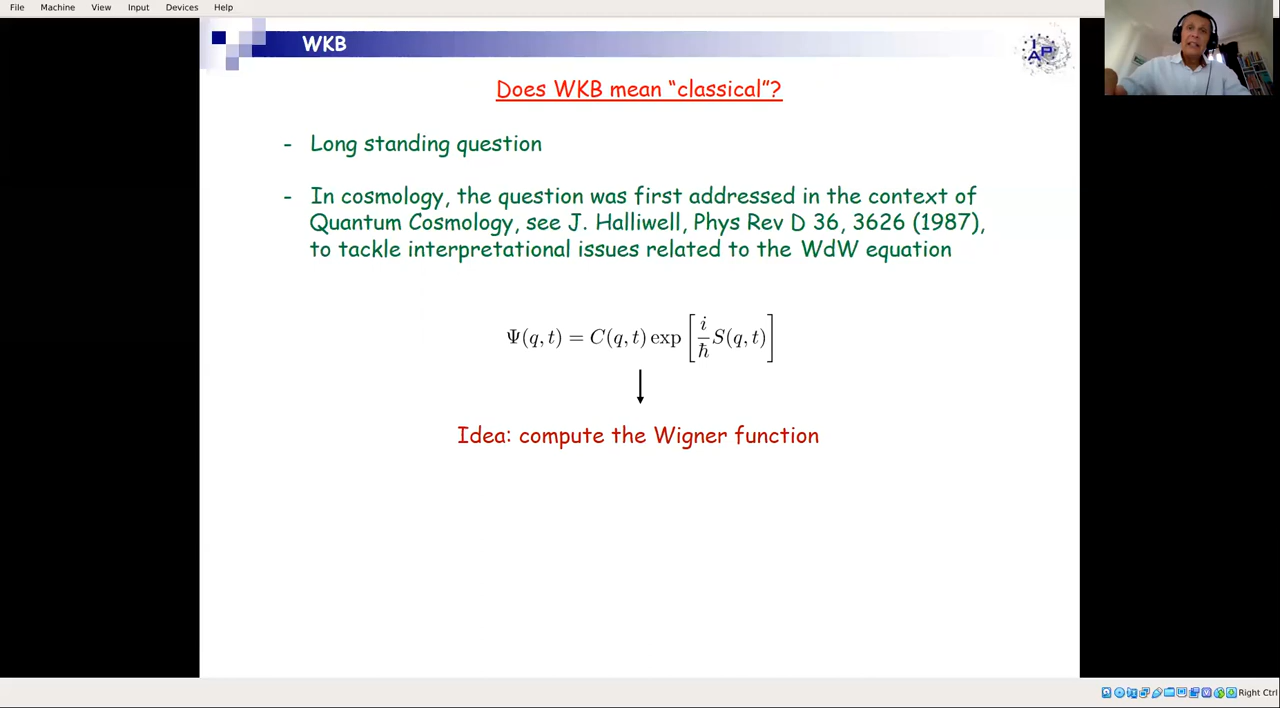 File Machine View Input Devices Help
WKB
IAP
Does WKB mean “classical”?
- Long standing question
- In cosmology, the question was first addressed in the context of
Quantum Cosmology, see J. Halliwell, Phys Rev D 36, 3626 (1987),
to tackle interpretational issues related to the WdW equation
Ψ(q, t) = C(q, t) exp [i/ħ S(q, t)]
Idea: compute the Wigner function
Right Ctrl